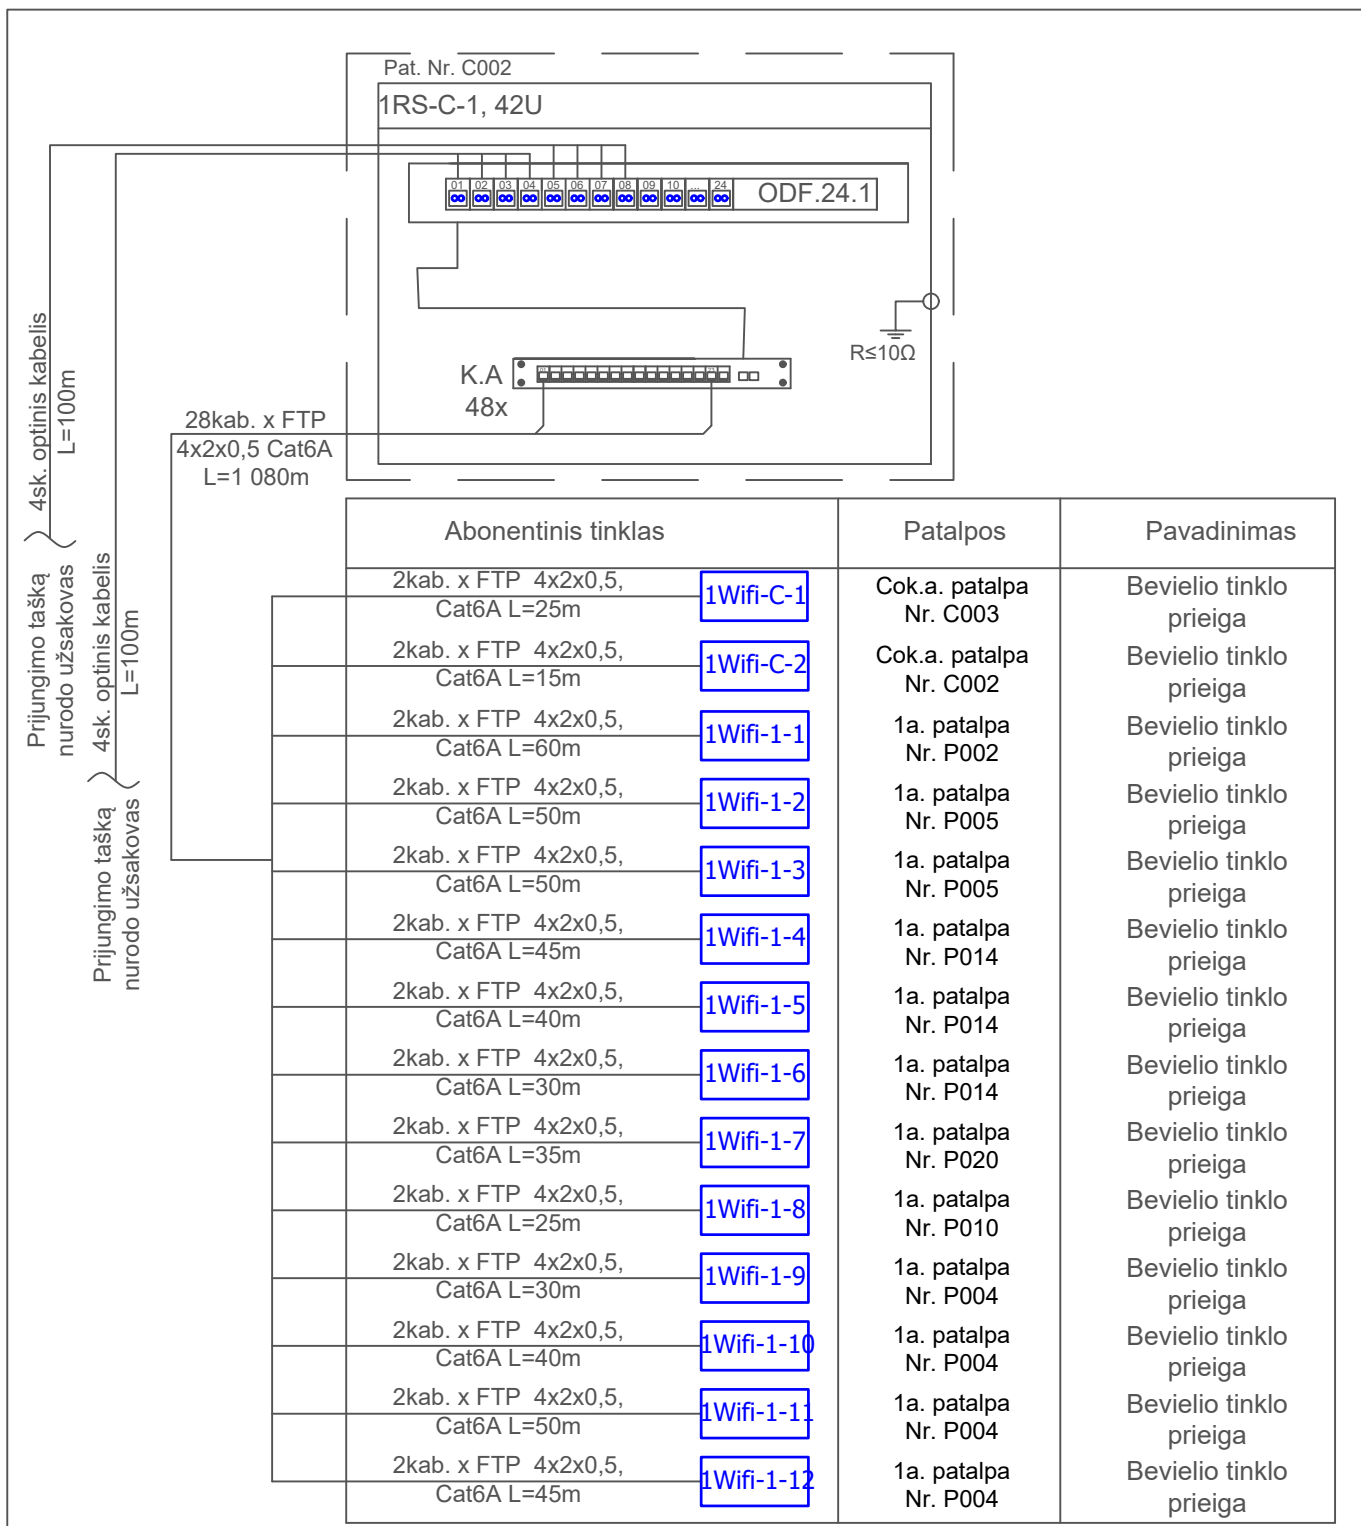 Pat. Nr. C002
1RS-C-1, 42U
01 02 03 04 05 06 07 08 09 10 ... 24
ODF.24.1
R≤10Ω
K.A
48x
28kab. x FTP
4x2x0,5 Cat6A
L=1 080m
4sk. optinis kabelis
L=100m
Prijungimo tašką
nurodo užsakovas
4sk. optinis kabelis
L=100m
Prijungimo tašką
nurodo užsakovas
Abonentinis tinklas Patalpos Pavadinimas
2kab. x FTP 4x2x0,5,
Cat6A L=25m
1Wifi-C-1
Cok.a. patalpa
Nr. C003
Bevielio tinklo
prieiga
2kab. x FTP 4x2x0,5,
Cat6A L=15m
1Wifi-C-2
Cok.a. patalpa
Nr. C002
Bevielio tinklo
prieiga
2kab. x FTP 4x2x0,5,
Cat6A L=60m
1Wifi-1-1
1a. patalpa
Nr. P002
Bevielio tinklo
prieiga
2kab. x FTP 4x2x0,5,
Cat6A L=50m
1Wifi-1-2
1a. patalpa
Nr. P005
Bevielio tinklo
prieiga
2kab. x FTP 4x2x0,5,
Cat6A L=50m
1Wifi-1-3
1a. patalpa
Nr. P005
Bevielio tinklo
prieiga
2kab. x FTP 4x2x0,5,
Cat6A L=45m
1Wifi-1-4
1a. patalpa
Nr. P014
Bevielio tinklo
prieiga
2kab. x FTP 4x2x0,5,
Cat6A L=40m
1Wifi-1-5
1a. patalpa
Nr. P014
Bevielio tinklo
prieiga
2kab. x FTP 4x2x0,5,
Cat6A L=30m
1Wifi-1-6
1a. patalpa
Nr. P014
Bevielio tinklo
prieiga
2kab. x FTP 4x2x0,5,
Cat6A L=35m
1Wifi-1-7
1a. patalpa
Nr. P020
Bevielio tinklo
prieiga
2kab. x FTP 4x2x0,5,
Cat6A L=25m
1Wifi-1-8
1a. patalpa
Nr. P010
Bevielio tinklo
prieiga
2kab. x FTP 4x2x0,5,
Cat6A L=30m
1Wifi-1-9
1a. patalpa
Nr. P004
Bevielio tinklo
prieiga
2kab. x FTP 4x2x0,5,
Cat6A L=40m
1Wifi-1-10
1a. patalpa
Nr. P004
Bevielio tinklo
prieiga
2kab. x FTP 4x2x0,5,
Cat6A L=50m
1Wifi-1-11
1a. patalpa
Nr. P004
Bevielio tinklo
prieiga
2kab. x FTP 4x2x0,5,
Cat6A L=45m
1Wifi-1-12
1a. patalpa
Nr. P004
Bevielio tinklo
prieiga